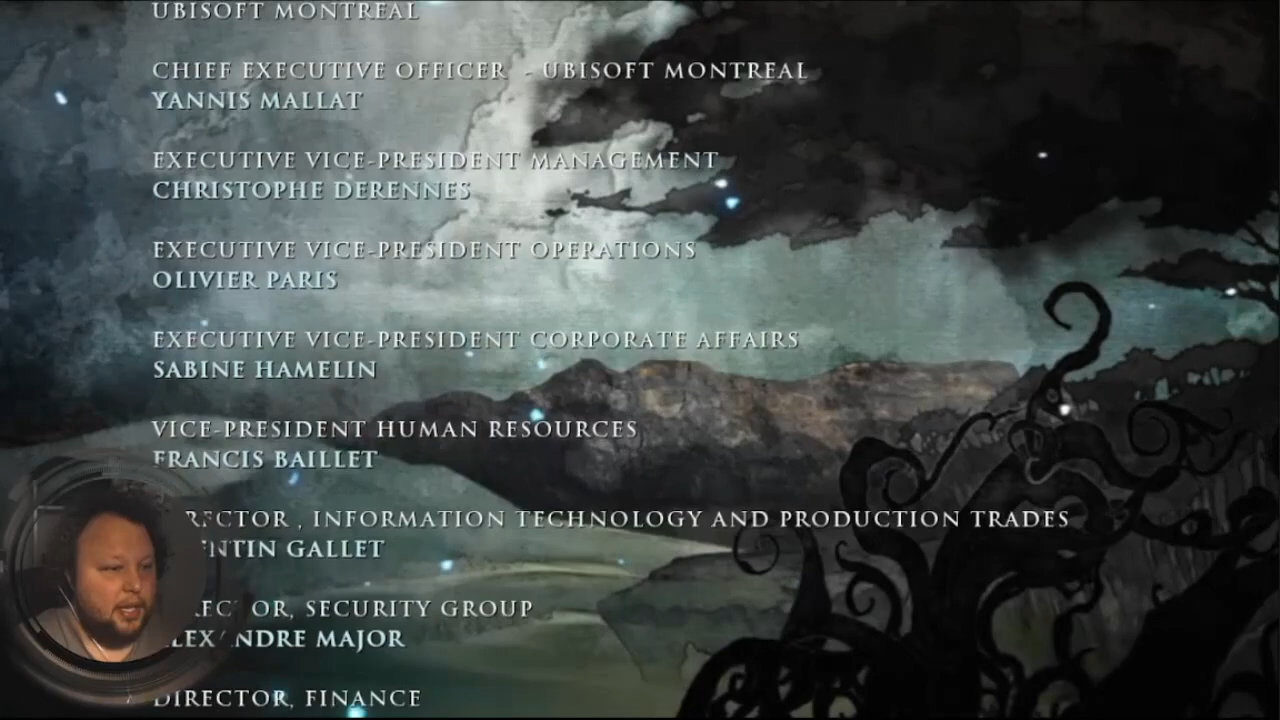 UBISOFT MONTREAL
CHIEF EXECUTIVE OFFICER - UBISOFT MONTREAL
YANNIS MALLAT
EXECUTIVE VICE-PRESIDENT MANAGEMENT
CHRISTOPHE DERENNES
EXECUTIVE VICE-PRESIDENT OPERATIONS
OLIVIER PARIS
EXECUTIVE VICE-PRESIDENT CORPORATE AFFAIRS
SABINE HAMELIN
VICE-PRESIDENT HUMAN RESOURCES
FRANCIS BAILLET
, INFORMATION TECHNOLOGY AND PRODUCTION TRADES
GALLET
, SECURITY GROUP
MAJOR
DIRECTOR, FINANCE